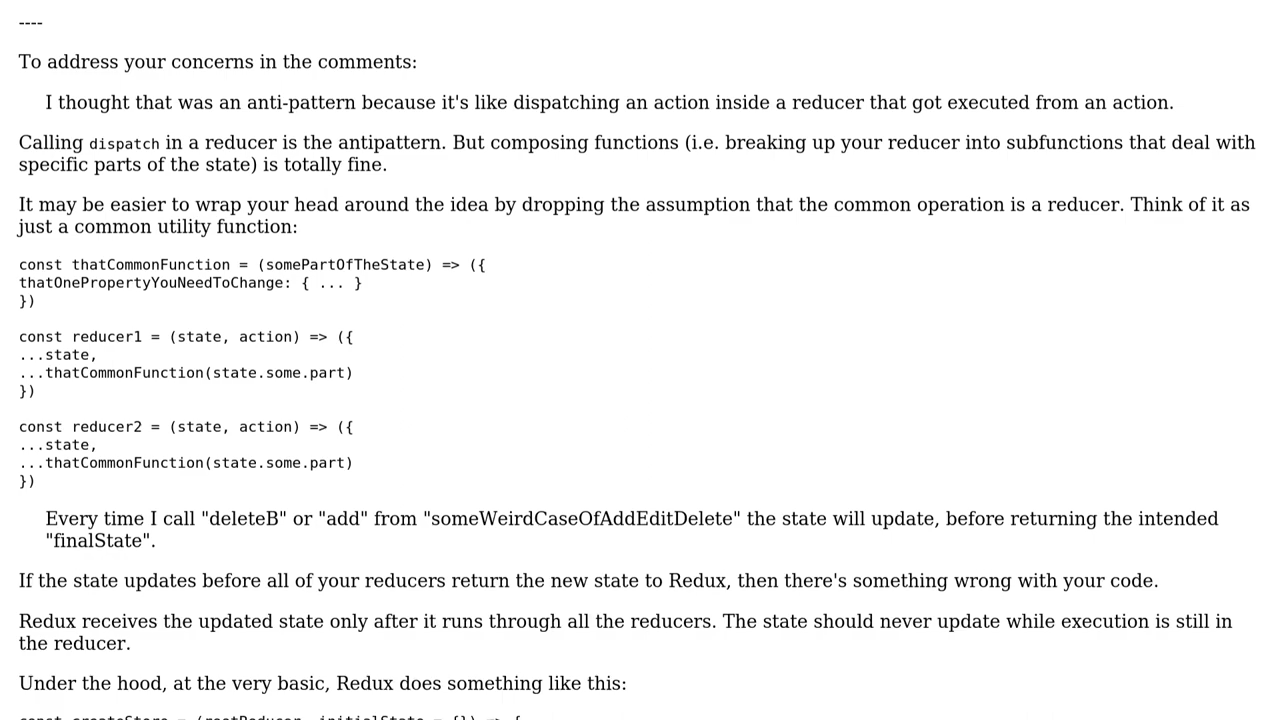 ----
To address your concerns in the comments:
I thought that was an anti-pattern because it's like dispatching an action inside a reducer that got executed from an action.
Calling dispatch in a reducer is the antipattern. But composing functions (i.e. breaking up your reducer into subfunctions that deal with
specific parts of the state) is totally fine.
It may be easier to wrap your head around the idea by dropping the assumption that the common operation is a reducer. Think of it as
just a common utility function:
const thatCommonFunction = (somePartOfTheState) => ({
thatOnePropertyYouNeedToChange: { ... }
})
const reducer1 = (state, action) => ({
...state,
...thatCommonFunction(state.some.part)
})
const reducer2 = (state, action) => ({
...state,
...thatCommonFunction(state.some.part)
})
Every time I call "deleteB" or "add" from "someWeirdCaseOfAddEditDelete" the state will update, before returning the intended
"finalState".
If the state updates before all of your reducers return the new state to Redux, then there's something wrong with your code.
Redux receives the updated state only after it runs through all the reducers. The state should never update while execution is still in
the reducer.
Under the hood, at the very basic, Redux does something like this:
const createStore = (rootReducer, initialState = {}) => {